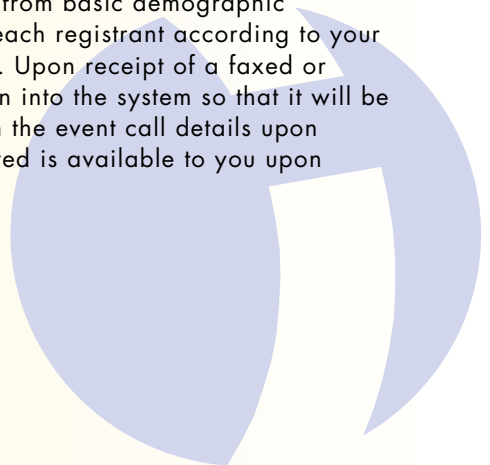 from basic demographic
each registrant according to your
. Upon receipt of a faxed or
n into the system so that it will be
the event call details upon
ed is available to you upon